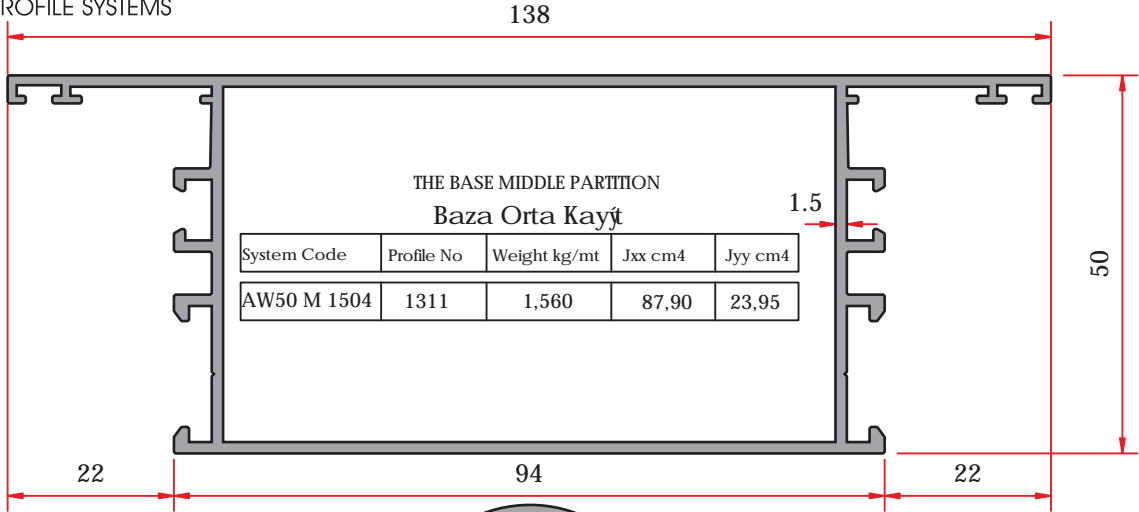 ROFILE SYSTEMS
138
THE BASE MIDDLE PARTITION
Baza Orta Kayýt
1.5
System Code Profile No Weight kg/mt Jxx cm4 Jyy cm4
AW50 M 1504 1311 1,560 87,90 23,95
50
22 94 22